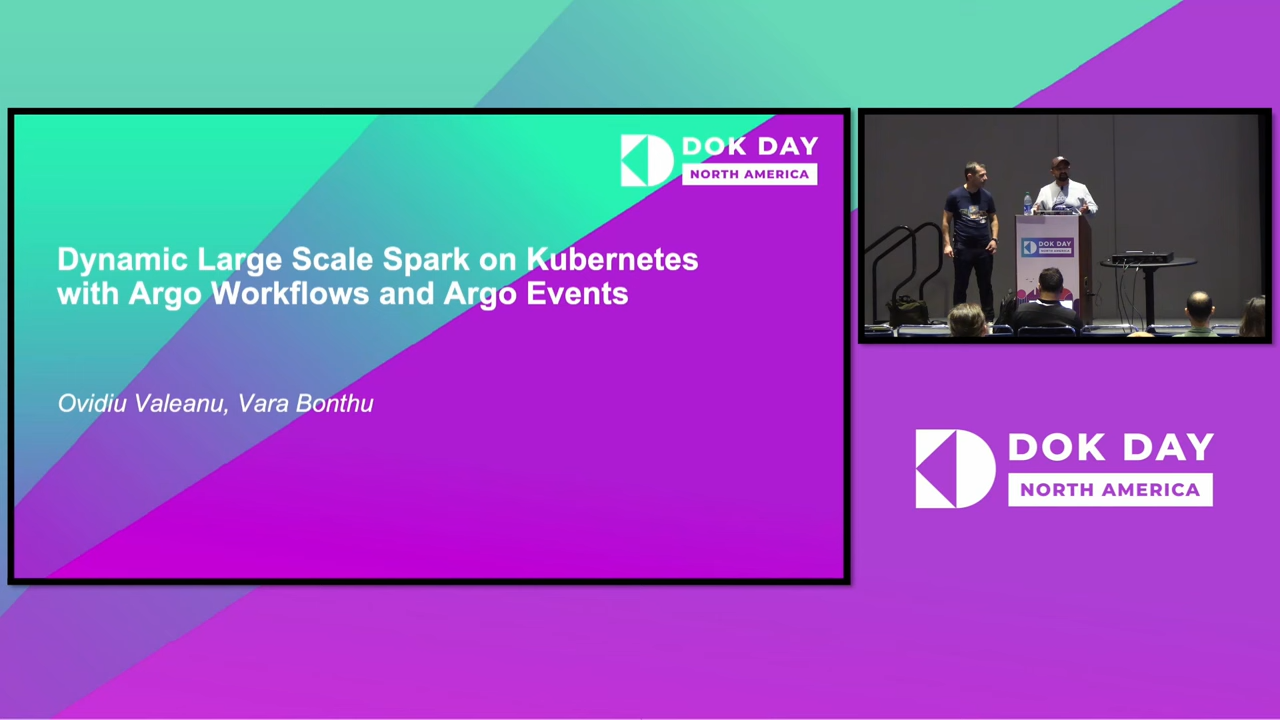 DOK DAY
NORTH AMERICA
Dynamic Large Scale Spark on Kubernetes
with Argo Workflows and Argo Events
Ovidiu Valeanu, Vara Bonthu
DOK DAY
NORTH AMERICA
DOK DAY
NORTH AMERICA